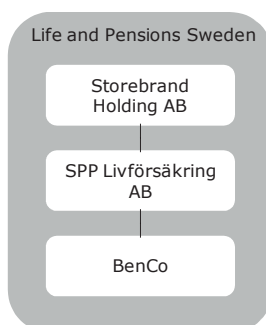 Life and Pensions Sweden
Storebrand
Holding AB
SPP Livförsäkring
AB
BenCo